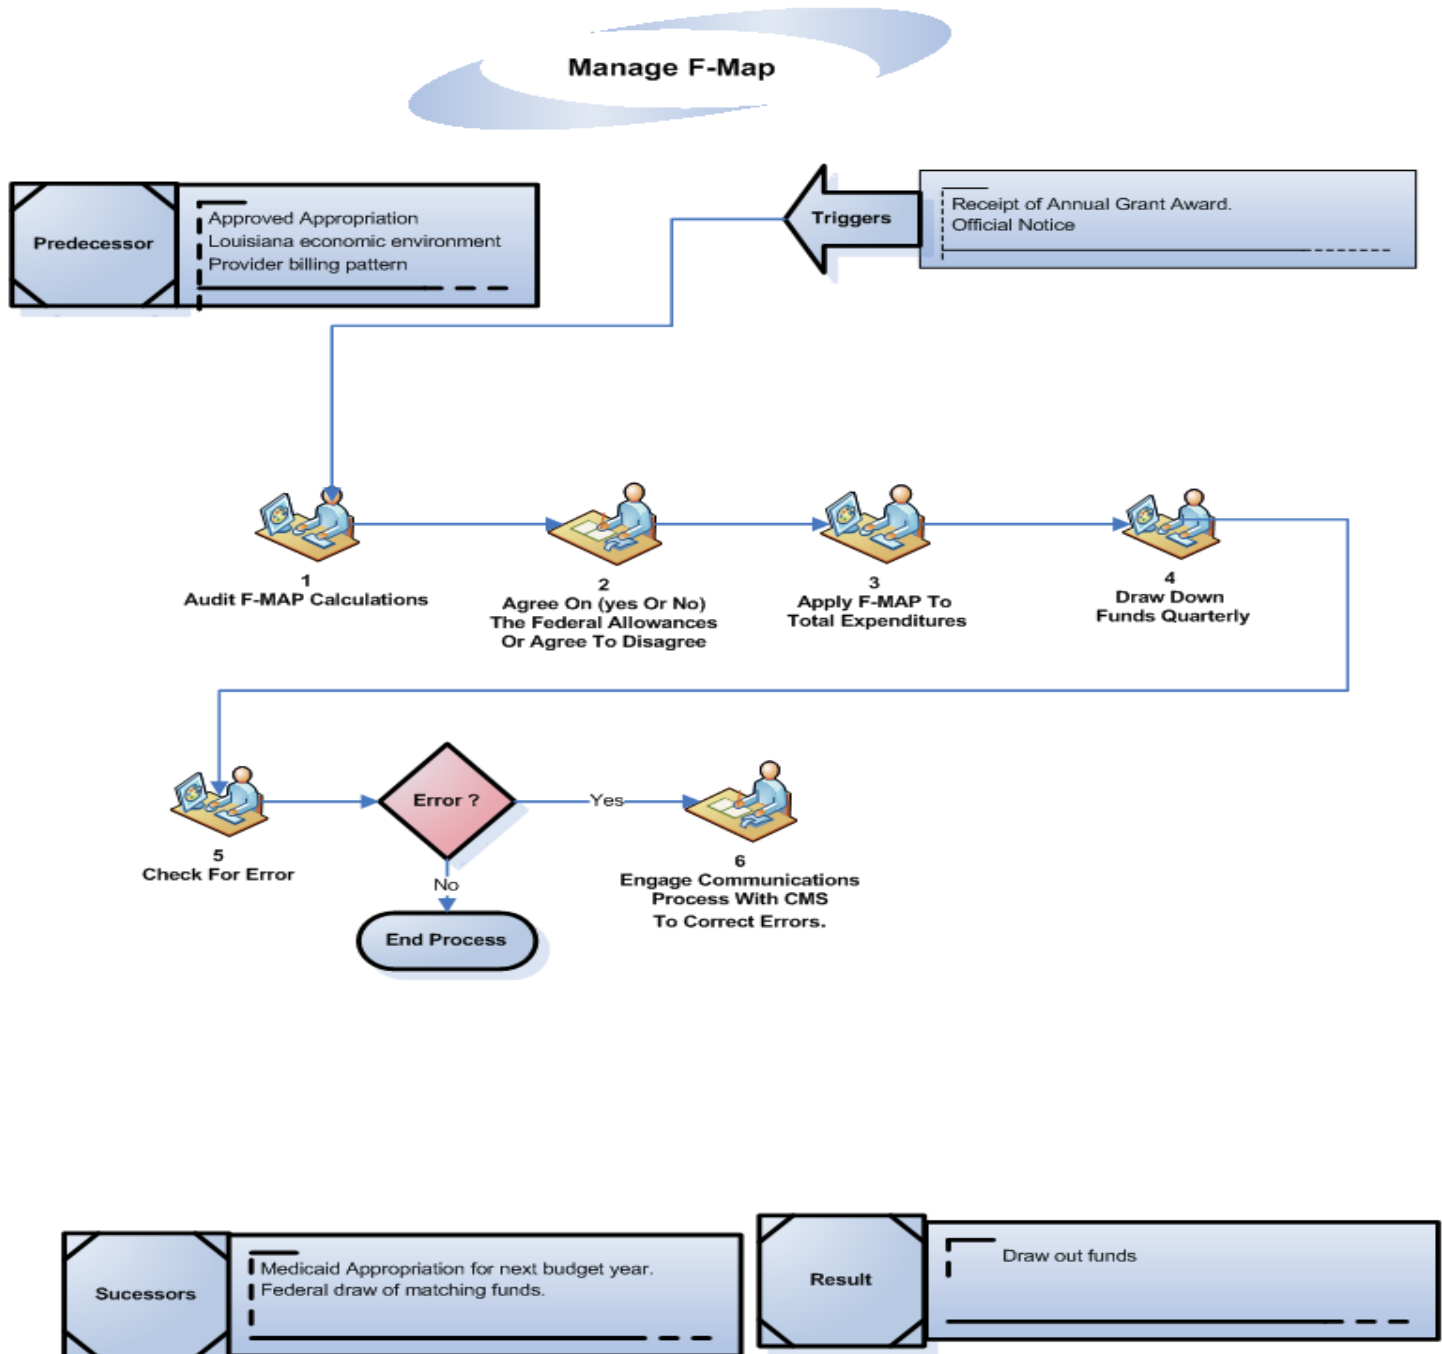 Manage F-Map
Predecessor
Approved Appropriation
Louisiana economic environment
Provider billing pattern
Triggers
Receipt of Annual Grant Award.
Official Notice
1
Audit F-MAP Calculations
2
Agree On (yes Or No)
The Federal Allowances
Or Agree To Disagree
3
Apply F-MAP To
Total Expenditures
4
Draw Down
Funds Quarterly
5
Check For Error
Error ?
Yes
No
End Process
6
Engage Communications
Process With CMS
To Correct Errors.
Sucessors
Medicaid Appropriation for next budget year.
Federal draw of matching funds.
Result
Draw out funds